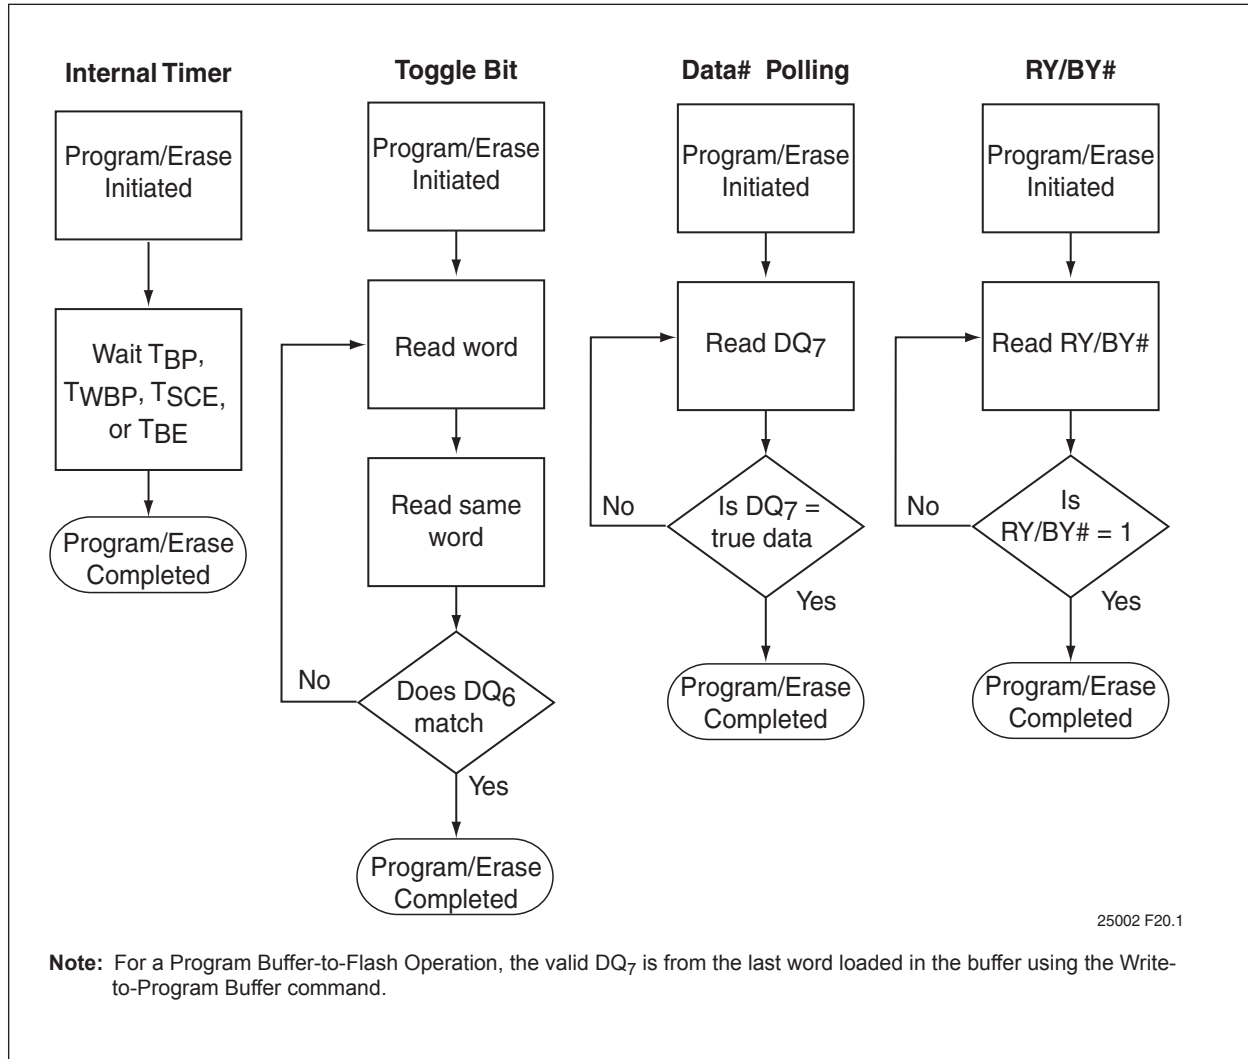 Internal Timer
Program/Erase
Initiated
Wait TBP,
TWBP, TSCE,
or TBE
Program/Erase
Completed
Toggle Bit
Program/Erase
Initiated
Read word
Read same
word
Does DQ6
match
No
Yes
Program/Erase
Completed
Data# Polling
Program/Erase
Initiated
Read DQ7
Is DQ7 =
true data
No
Yes
Program/Erase
Completed
RY/BY#
Program/Erase
Initiated
Read RY/BY#
Is
RY/BY# = 1
No
Yes
Program/Erase
Completed
25002 F20.1
Note: For a Program Buffer-to-Flash Operation, the valid DQ7 is from the last word loaded in the buffer using the Write-
to-Program Buffer command.